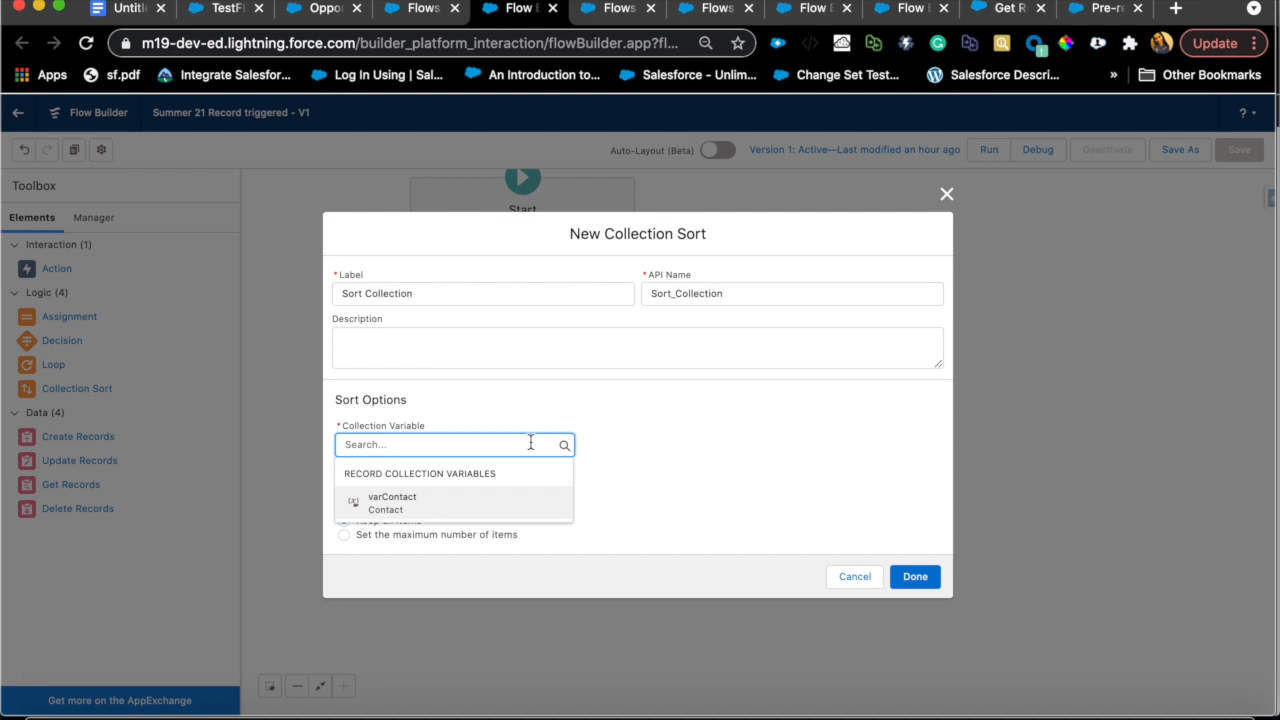 Untiti
TestFL
Oppor
Flows
Flow E
Flows
Flows
Flow E
Flow E
Get R
Pre-re
m19-dev-ed.lightning.force.com/builder_platform_interaction/flowBuilder.app?fl...
Update
Apps
sf.pdf
Integrate Salesfor...
Log In Using | Sal...
An Introduction to...
Salesforce - Unlim...
Change Set Test...
Salesforce Descri...
»
Other Bookmarks
Flow Builder
Summer 21 Record triggered - V1
?
Auto-Layout (Beta)
Version 1: Active—Last modified an hour ago
Run
Debug
Deactivate
Save As
Save
Toolbox
Elements
Manager
Interaction (1)
Action
Logic (4)
Assignment
Decision
Loop
Collection Sort
Data (4)
Create Records
Update Records
Get Records
Delete Records
Get more on the AppExchange
Start
New Collection Sort
*Label
Sort Collection
*API Name
Sort_Collection
Description
Sort Options
*Collection Variable
Search...
RECORD COLLECTION VARIABLES
varContact
Contact
Keep all items
Set the maximum number of items
Cancel
Done